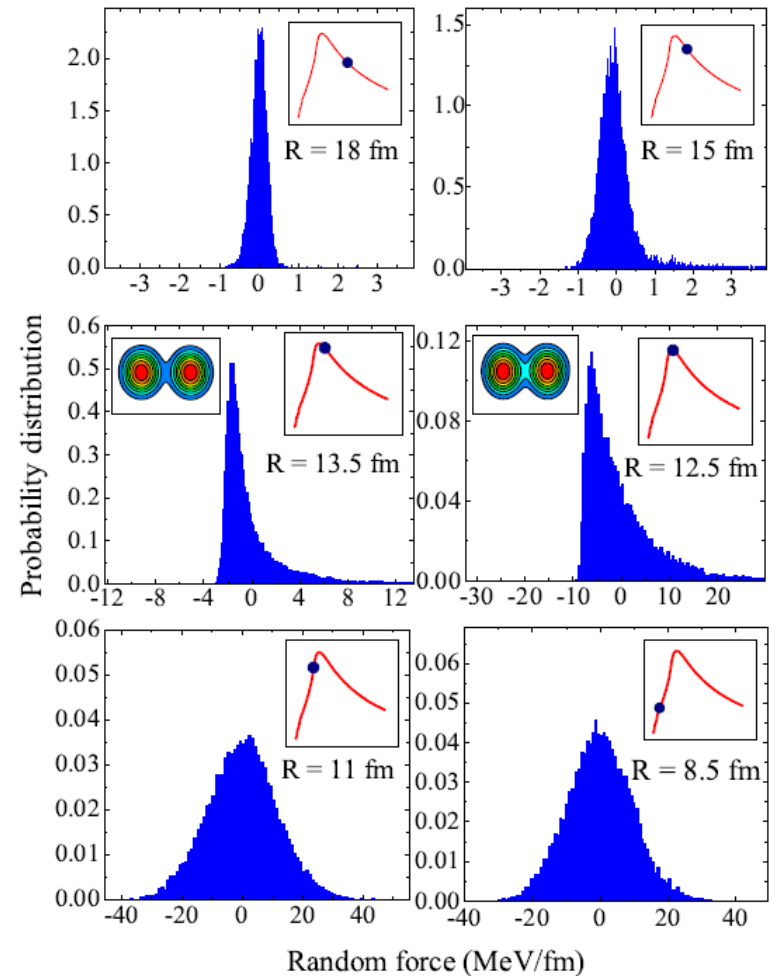 2.0
1.5
1.0
0.5
0.0
-3 -2 -1 0 1 2 3
R = 18 fm
1.5
1.0
0.5
0.0
-3 -2 -1 0 1 2 3
R = 15 fm
Probability distribution
0.6
0.5
0.4
0.3
0.2
0.1
0.0
-12 -8 -4 0 4 8 12
R = 13.5 fm
0.12
0.08
0.04
0.00
-30 -20 -10 0 10 20
R = 12.5 fm
0.06
0.05
0.04
0.03
0.02
0.01
0.00
-40 -20 0 20 40
R = 11 fm
0.06
0.05
0.04
0.03
0.02
0.01
0.00
-40 -20 0 20 40
R = 8.5 fm
Random force (MeV/fm)